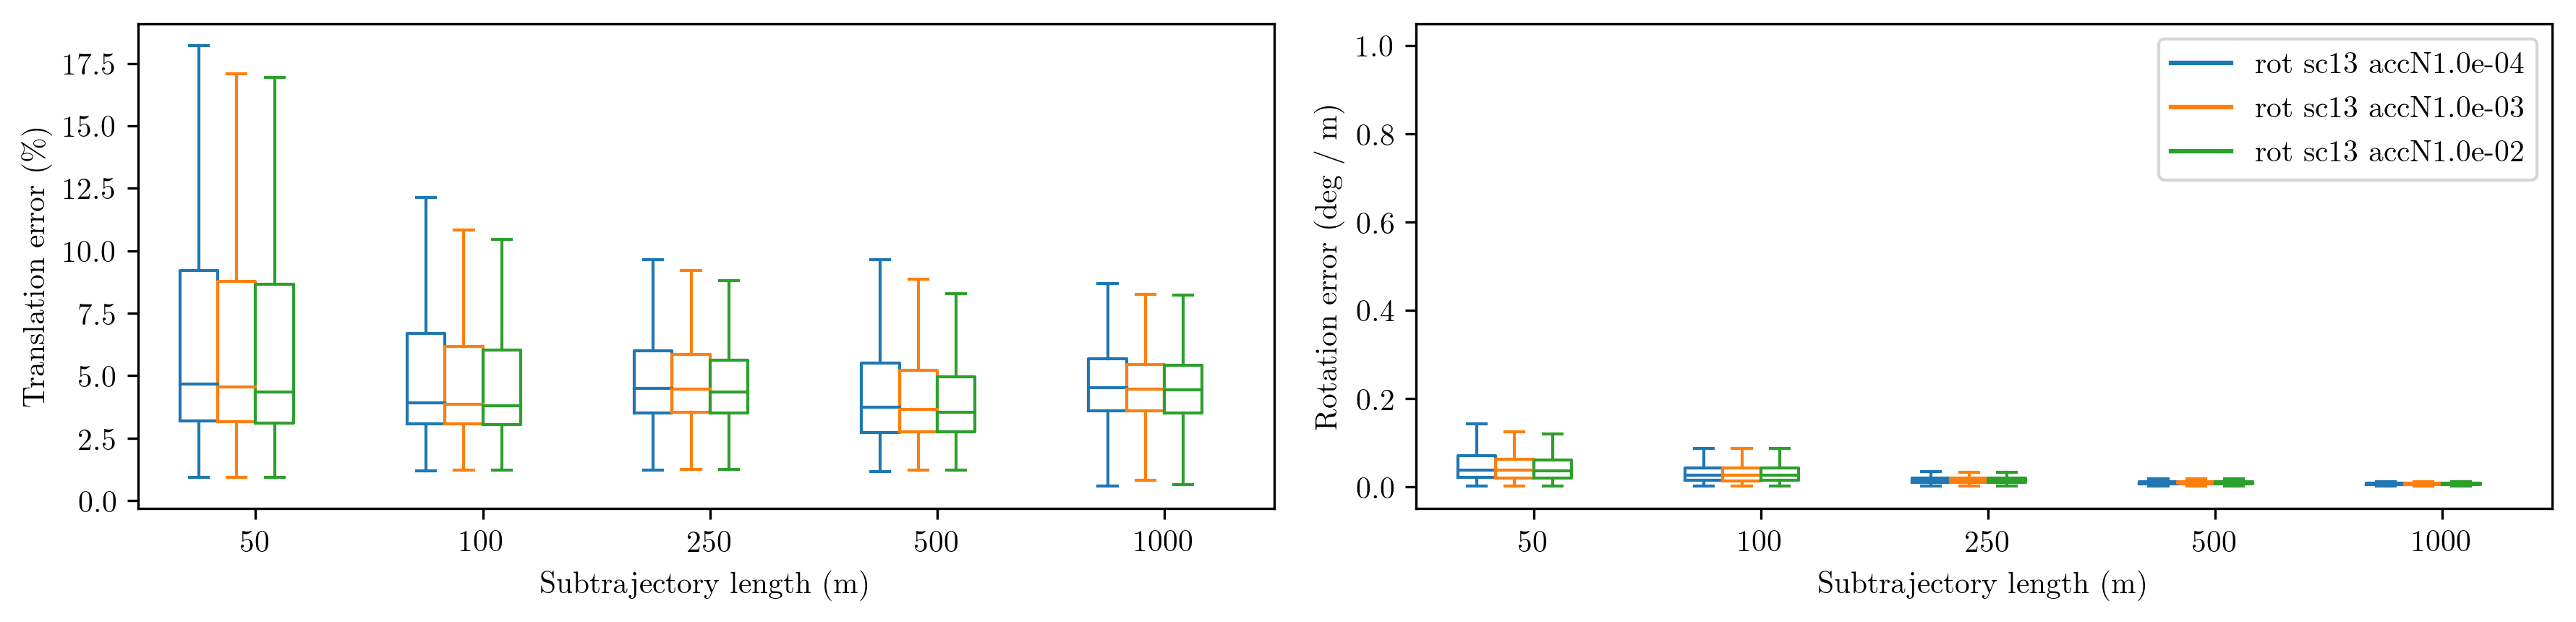 17.5
15.0
12.5
10.0
7.5
5.0
2.5
0.0
Translation error (%)
50 100 250 500 1000
Subtrajectory length (m)
1.0
0.8
0.6
0.4
0.2
0.0
Rotation error (deg / m)
rot sc13 accN1.0e-04
rot sc13 accN1.0e-03
rot sc13 accN1.0e-02
50 100 250 500 1000
Subtrajectory length (m)